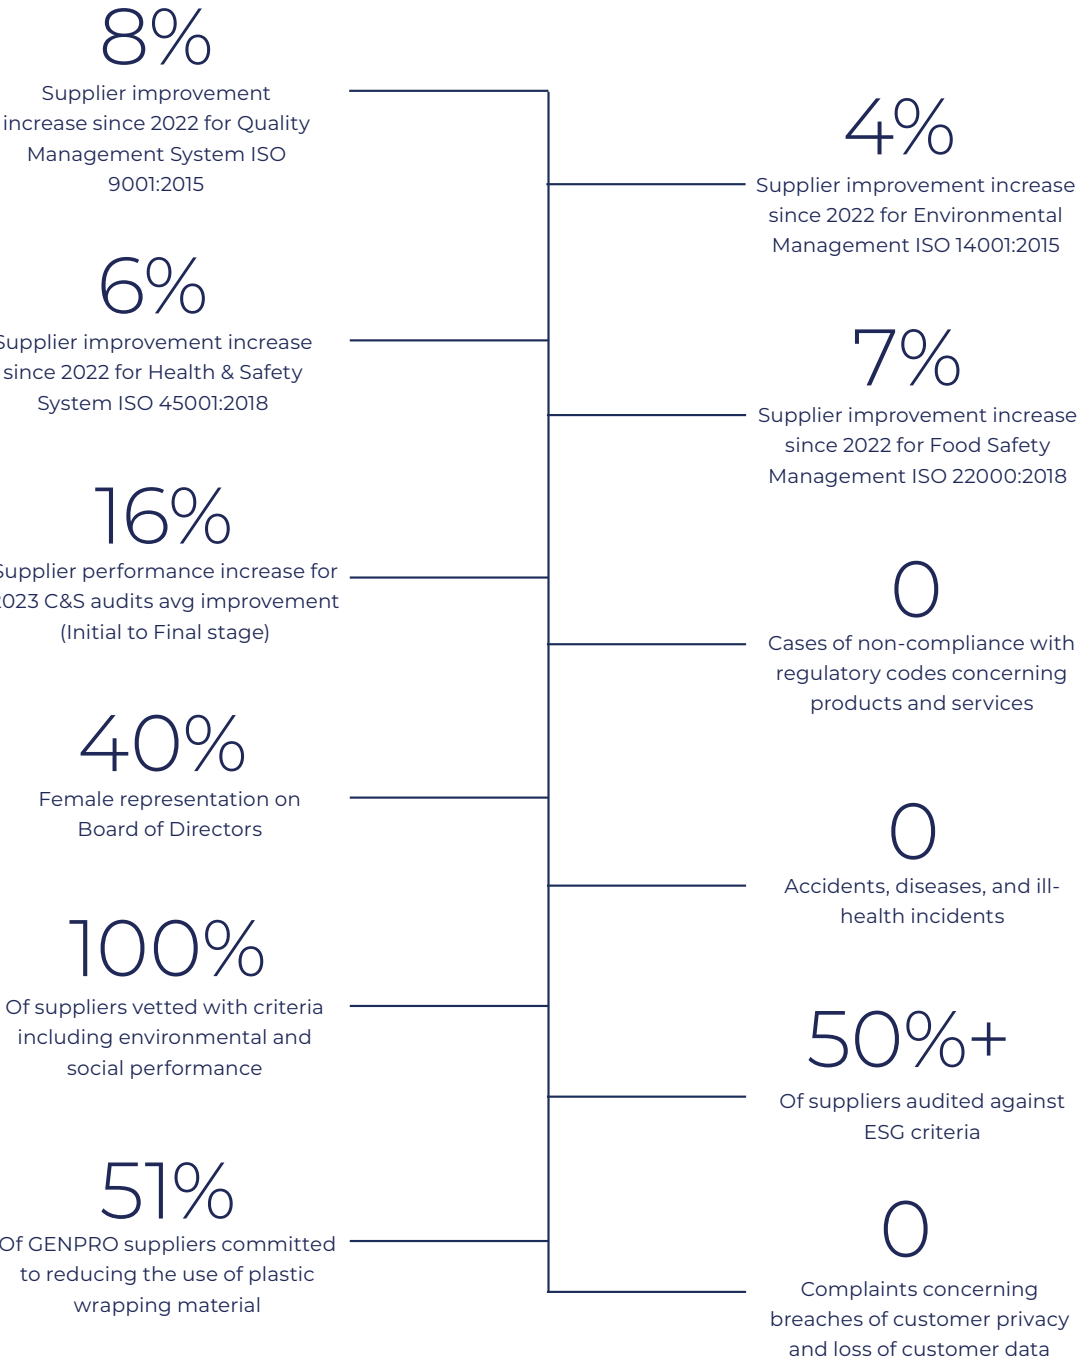 8%
Supplier improvement
increase since 2022 for Quality
Management System ISO
9001:2015
4%
Supplier improvement increase
since 2022 for Environmental
Management ISO 14001:2015
6%
Supplier improvement increase
since 2022 for Health & Safety
System ISO 45001:2018
7%
Supplier improvement increase
since 2022 for Food Safety
Management ISO 22000:2018
16%
Supplier performance increase for
2023 C&S audits avg improvement
(Initial to Final stage)
0
Cases of non-compliance with
regulatory codes concerning
products and services
40%
Female representation on
Board of Directors
0
Accidents, diseases, and ill-
health incidents
100%
Of suppliers vetted with criteria
including environmental and
social performance
50%+
Of suppliers audited against
ESG criteria
51%
Of GENPRO suppliers committed
to reducing the use of plastic
wrapping material
0
Complaints concerning
breaches of customer privacy
and loss of customer data